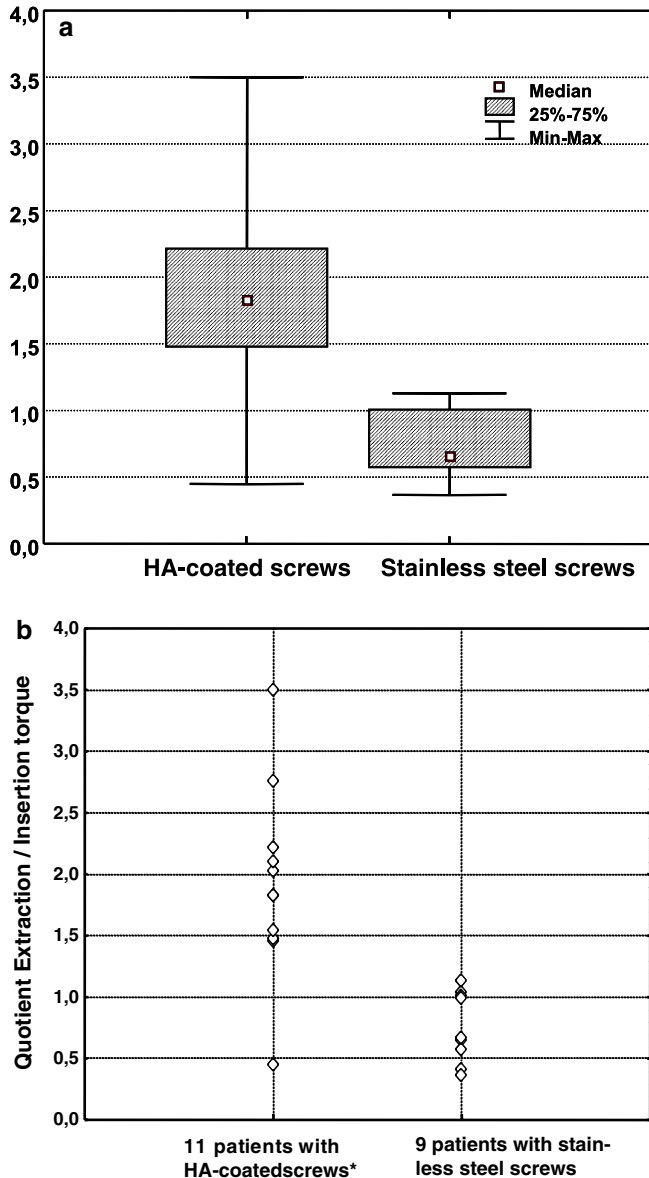 a
4,0
3,5
3,0
2,5
2,0
1,5
1,0
0,5
0,0
Median
25%-75%
Min-Max
HA-coated screws
Stainless steel screws
b
Quotient Extraction / Insertion torque
4,0
3,5
3,0
2,5
2,0
1,5
1,0
0,5
0,0
11 patients with
HA-coatedscrews*
9 patients with stain-
less steel screws